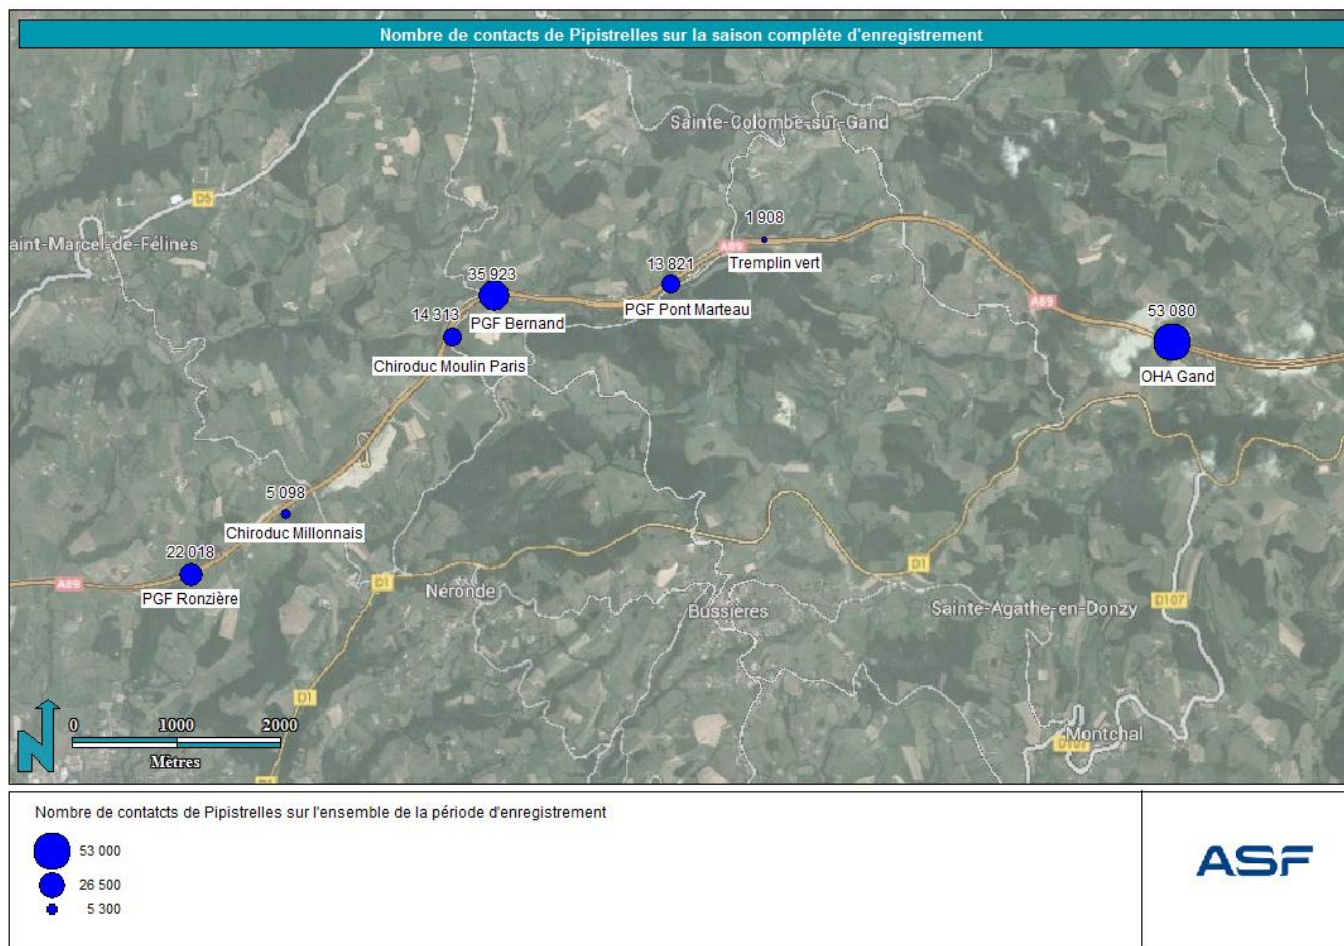 Nombre de contacts de Pipistrelles sur la saison complète d'enregistrement
Sainte-Colombe-sur-Gand
D5
aint-Marcel-de-Félines
1 908
A89
Tremplin vert
13 821
PGF Pont Marteau
35 923
PGF Bernand
14 313
Chiroduc Moulin Paris
A89
53 080
OHA Gand
5 098
Chiroduc Millonnais
22 018
PGF Ronzière
A89
D1
Néronde
D1
Bussières
Sainte-Agathe-en-Donzy
D107
D1
Montchal
D107
D1
N
0 1000 2000
Mètres
Nombre de contatcts de Pipistrelles sur l'ensemble de la période d'enregistrement
53 000
26 500
5 300
ASF